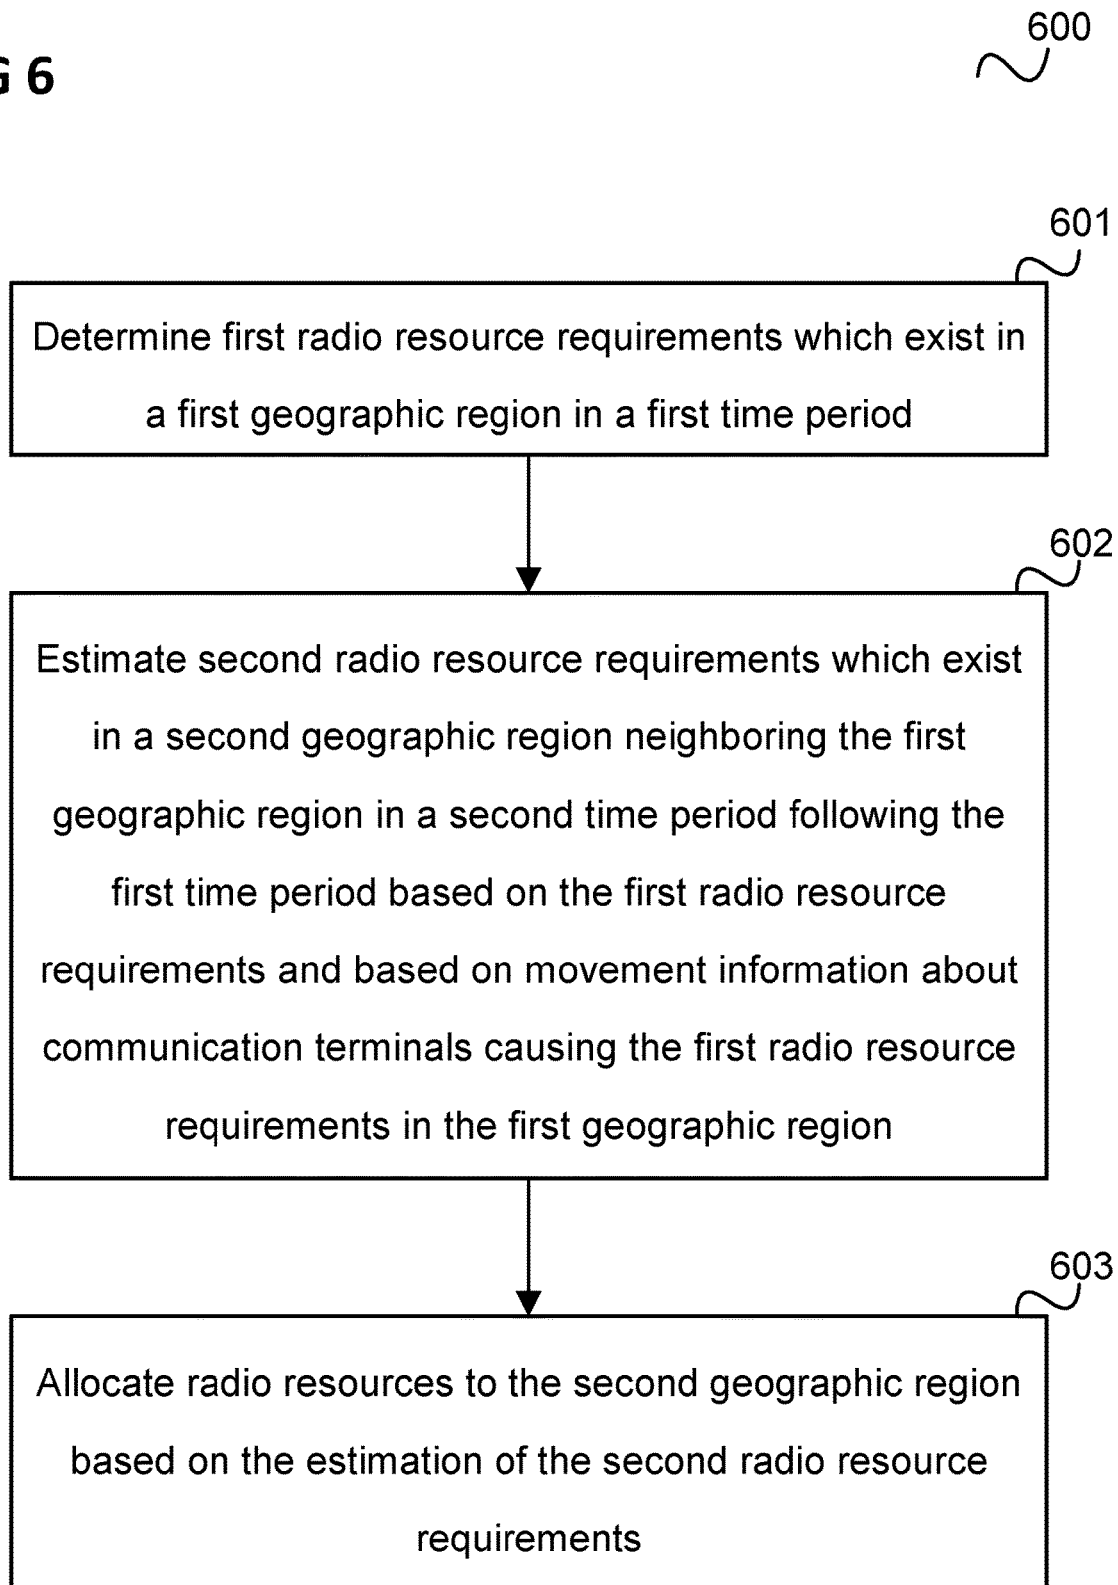 G 6
600
601
Determine first radio resource requirements which exist in
a first geographic region in a first time period
602
Estimate second radio resource requirements which exist
in a second geographic region neighboring the first
geographic region in a second time period following the
first time period based on the first radio resource
requirements and based on movement information about
communication terminals causing the first radio resource
requirements in the first geographic region
603
Allocate radio resources to the second geographic region
based on the estimation of the second radio resource
requirements